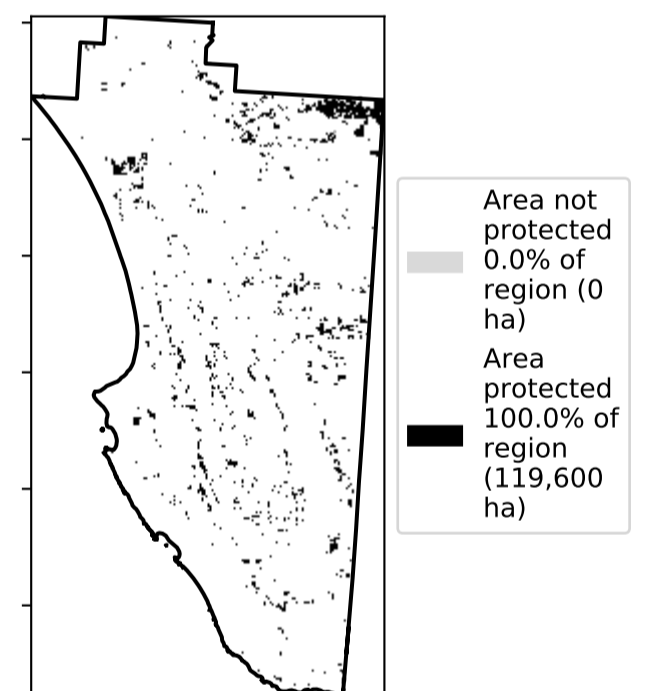 Area not
protected
0.0% of
region (0
ha)
Area
protected
100.0% of
region
(119,600
ha)